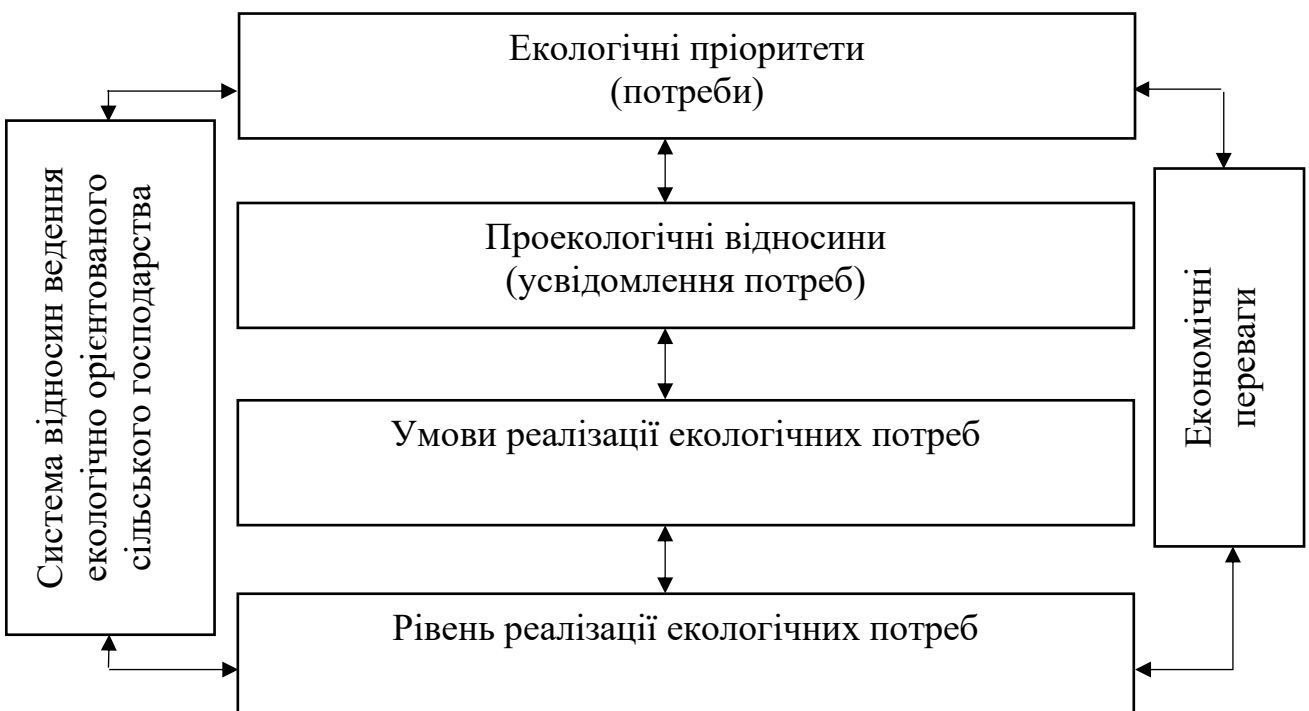 Екологічні пріоритети
(потреби)
Система відносин ведення
екологічно орієнтованого
сільського господарства
Проекологічні відносини
(усвідомлення потреб)
Економічні
переваги
Умови реалізації екологічних потреб
Рівень реалізації екологічних потреб